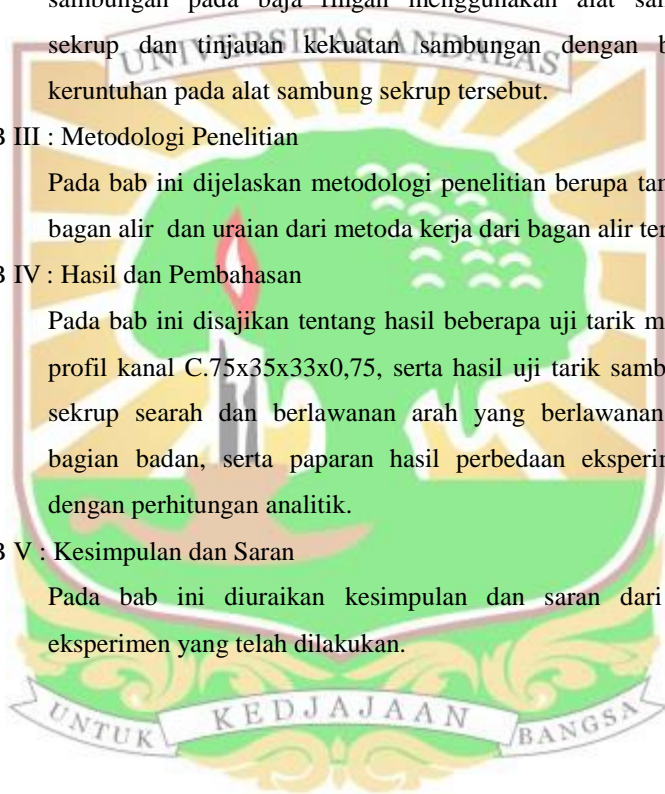 sambungan pada baja ringan menggunakan alat
sekrup dan tinjauan kekuatan sambungan dengan
UNIVERSITAS ANDALAS
keruntuhan pada alat sambung sekrup tersebut.
III : Metodologi Penelitian
Pada bab ini dijelaskan metodologi penelitian berupa
bagan alir dan uraian dari metoda kerja dari bagan alir
IV : Hasil dan Pembahasan
Pada bab ini disajikan tentang hasil beberapa uji tarik
profil kanal C.75x35x33x0,75, serta hasil uji tarik
sekrup searah dan berlawanan arah yang berlawanan
bagian badan, serta paparan hasil perbedaan
dengan perhitungan analitik.
V : Kesimpulan dan Saran
Pada bab ini diuraikan kesimpulan dan saran dari
eksperimen yang telah dilakukan.
UNTUK KEDJAJAAN BANGSA